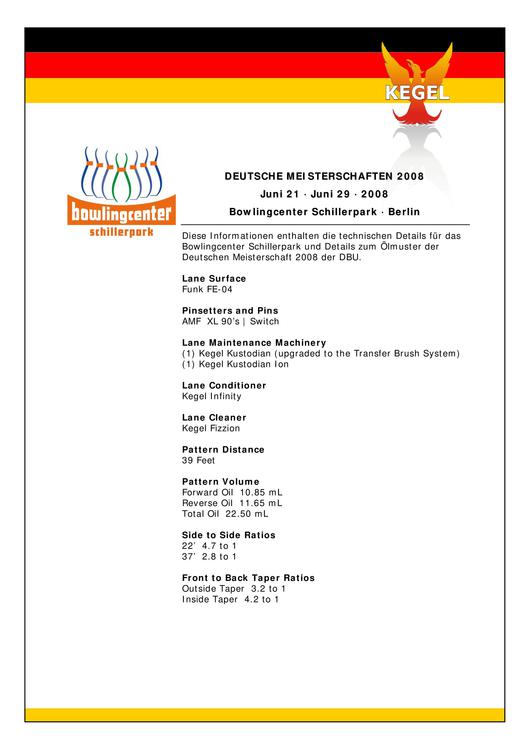 KEGEL
DEUTSCHE MEISTERSCHAFTEN 2008
Juni 21 · Juni 29 · 2008
Bowlingcenter Schillerpark · Berlin
bowlingcenter
schillerpark
Diese Informationen enthalten die technischen Details für das
Bowlingcenter Schillerpark und Details zum Ölmuster der
Deutschen Meisterschaft 2008 der DBU.
Lane Surface
Funk FE-04
Pinsetters and Pins
AMF XL 90's | Switch
Lane Maintenance Machinery
(1) Kegel Kustodian (upgraded to the Transfer Brush System)
(1) Kegel Kustodian Ion
Lane Conditioner
Kegel Infinity
Lane Cleaner
Kegel Fizzion
Pattern Distance
39 Feet
Pattern Volume
Forward Oil 10.85 mL
Reverse Oil 11.65 mL
Total Oil 22.50 mL
Side to Side Ratios
22' 4.7 to 1
37' 2.8 to 1
Front to Back Taper Ratios
Outside Taper 3.2 to 1
Inside Taper 4.2 to 1